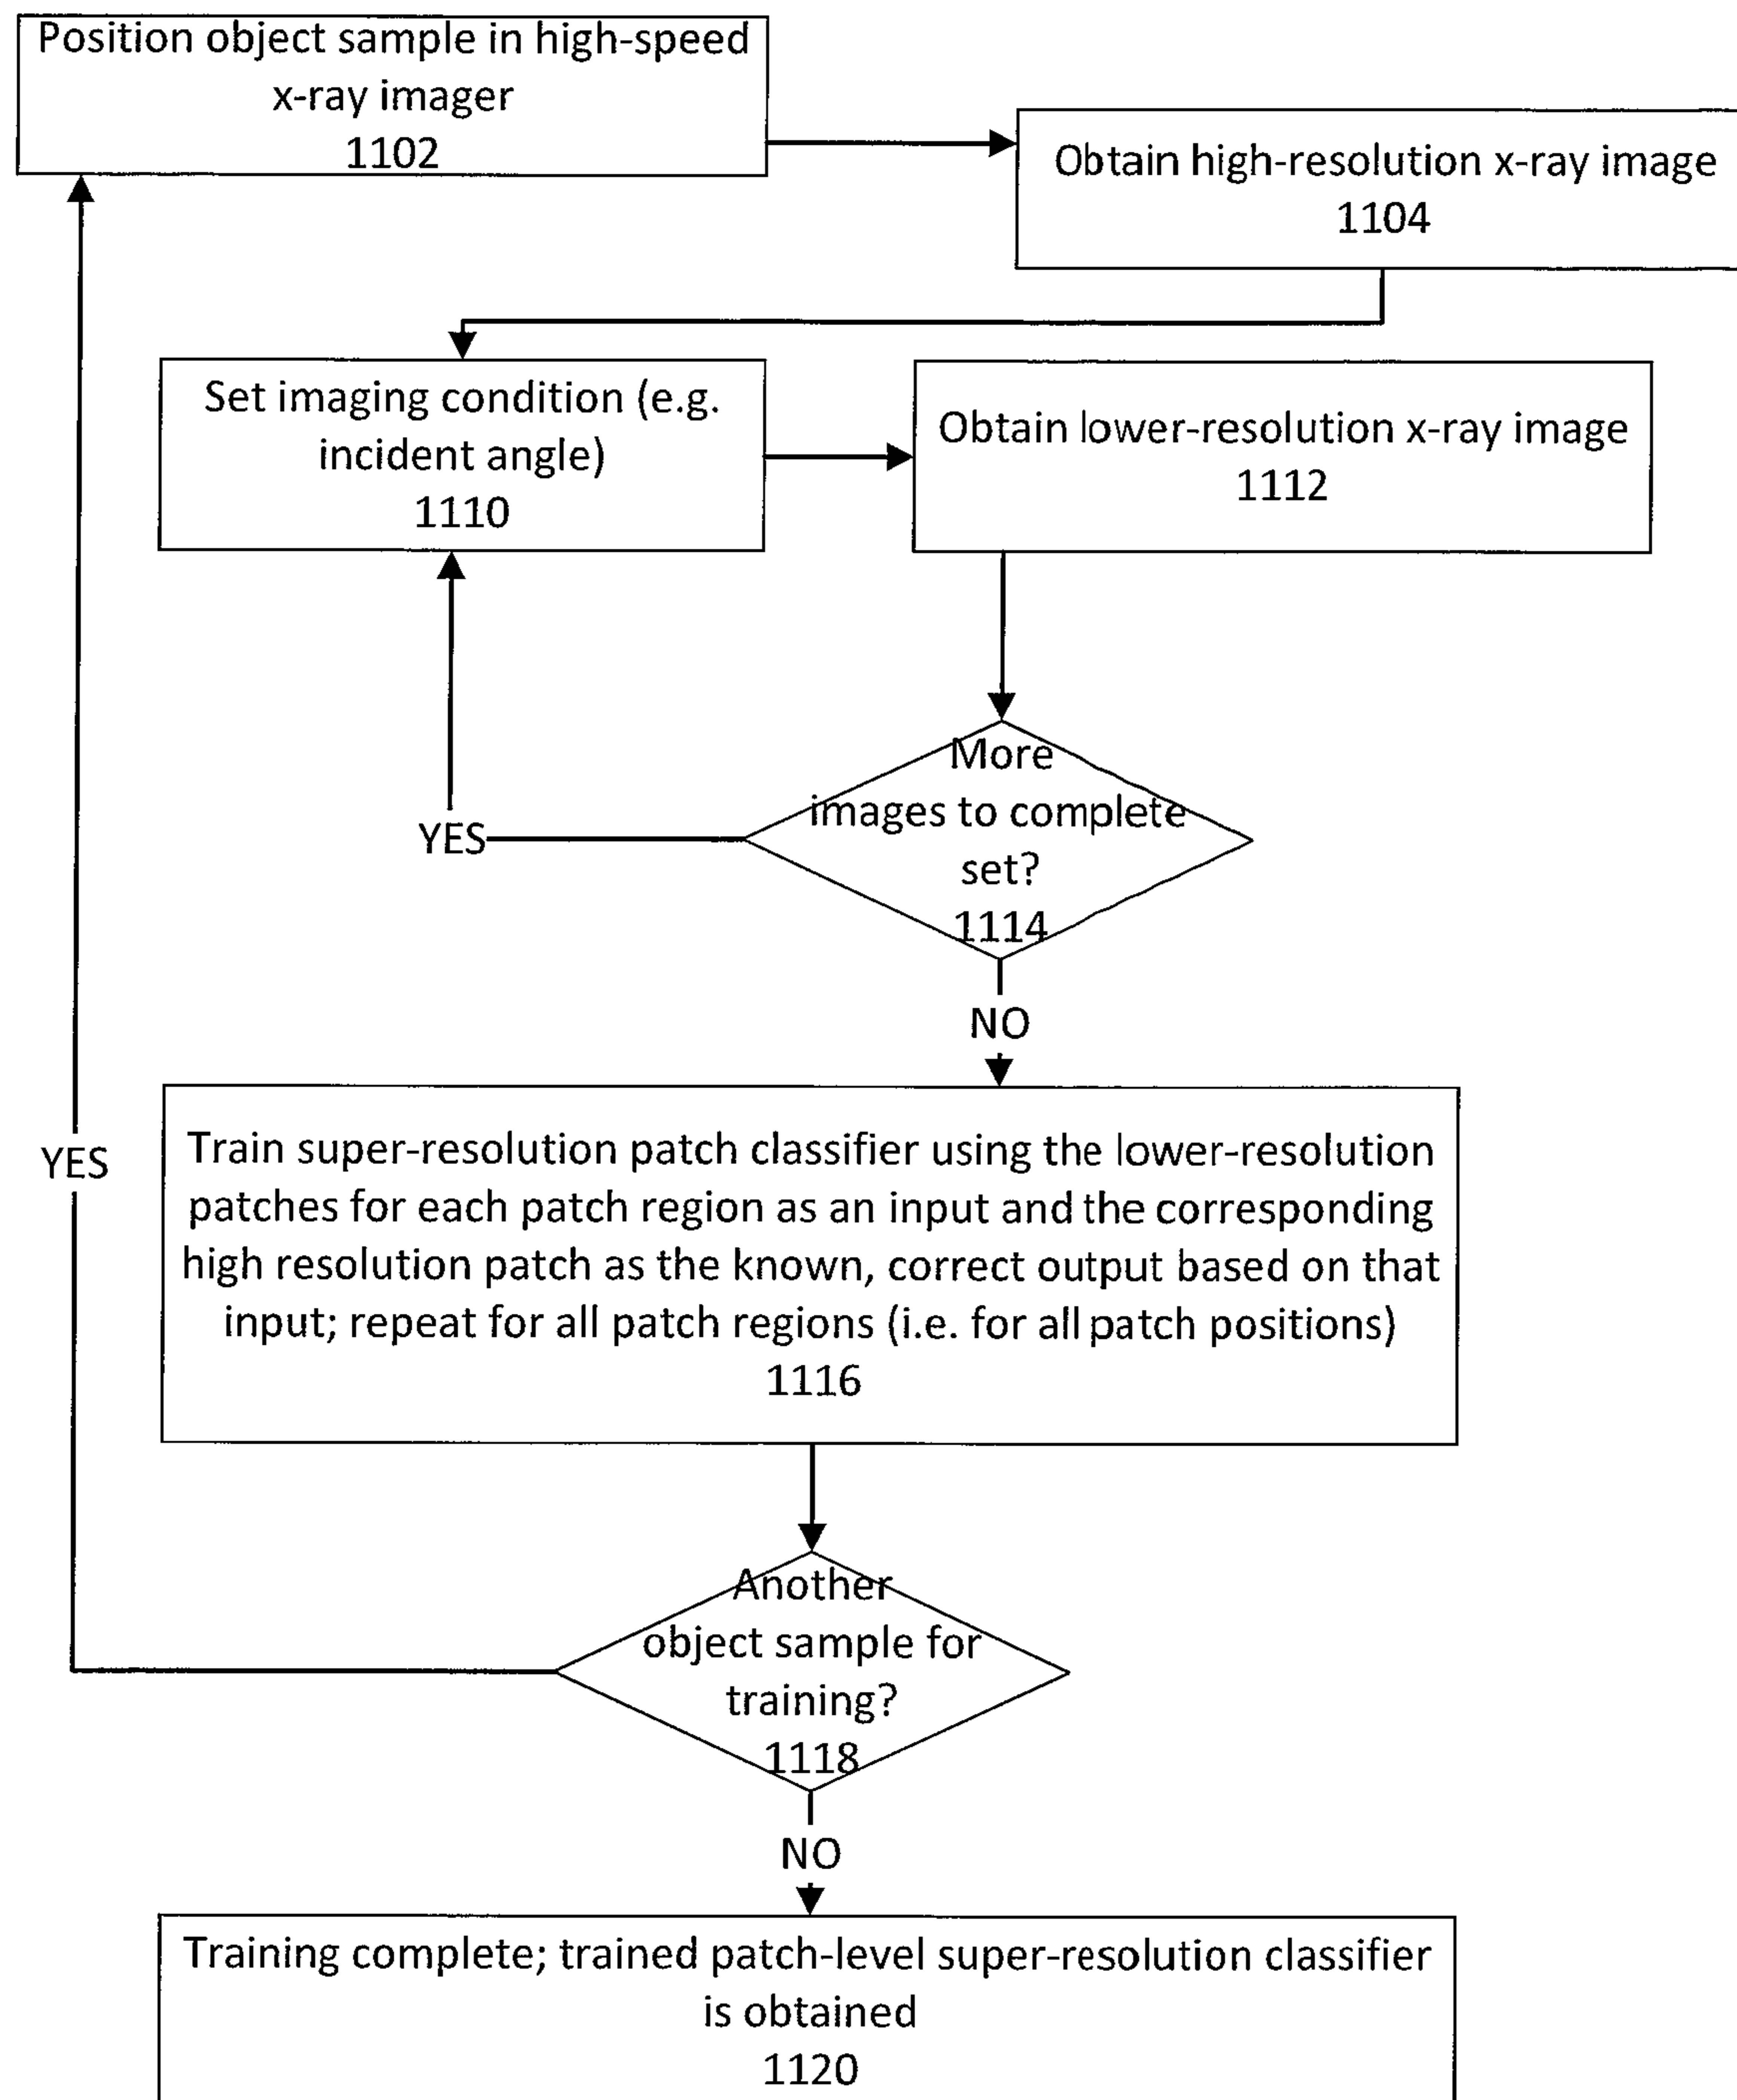 Position object sample in high-speed
x-ray imager
1102
Obtain high-resolution x-ray image
1104
Set imaging condition (e.g.
incident angle)
1110
Obtain lower-resolution x-ray image
1112
More
images to complete
set?
1114
YES
NO
Train super-resolution patch classifier using the lower-resolution
patches for each patch region as an input and the corresponding
high resolution patch as the known, correct output based on that
input; repeat for all patch regions (i.e. for all patch positions)
1116
YES
Another
object sample for
training?
1118
NO
Training complete; trained patch-level super-resolution classifier
is obtained
1120